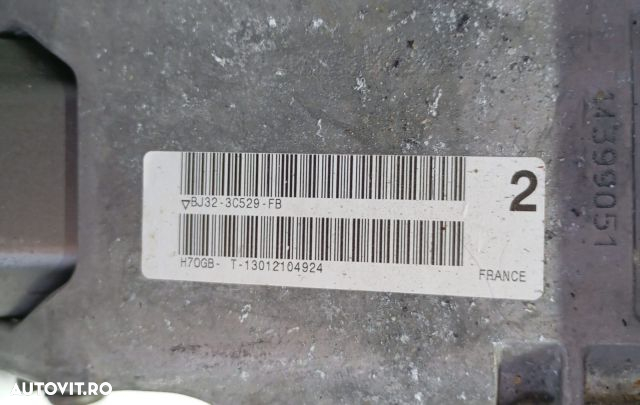 ▽BJ32-3C529-FB
2
H70GB- T-13012104924
FRANCE
14399051
AUTOVIT.RO